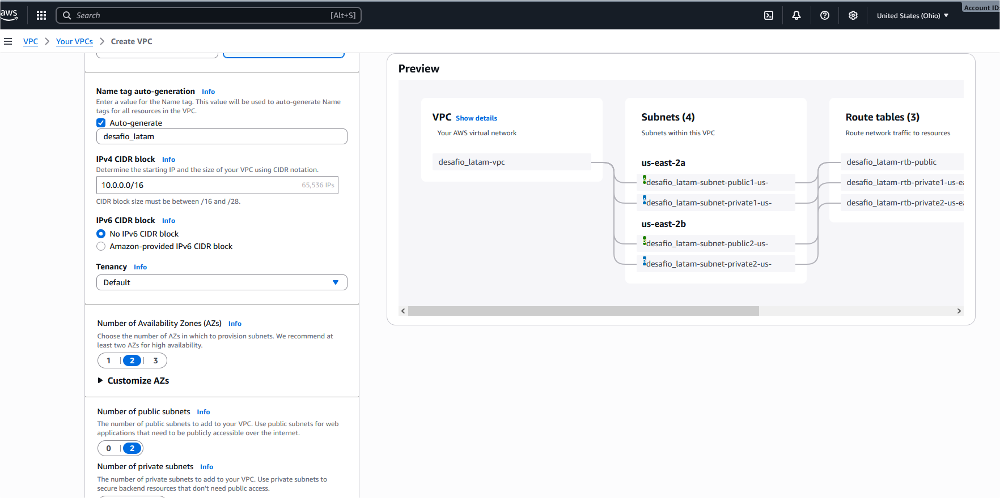 aws
Search
[Alt+S]
United States (Ohio)
Account ID
VPC
Your VPCs
Create VPC
Name tag auto-generation Info
Enter a value for the Name tag. This value will be used to auto-generate Name
tags for all resources in the VPC.
Auto-generate
desafio_latam
IPv4 CIDR block Info
Determine the starting IP and the size of your VPC using CIDR notation.
10.0.0.0/16
65,536 IPs
CIDR block size must be between /16 and /28.
IPv6 CIDR block Info
No IPv6 CIDR block
Amazon-provided IPv6 CIDR block
Tenancy Info
Default
Number of Availability Zones (AZs) Info
Choose the number of AZs in which to provision subnets. We recommend at
least two AZs for high availability.
1 2 3
Customize AZs
Number of public subnets Info
The number of public subnets to add to your VPC. Use public subnets for web
applications that need to be publicly accessible over the internet.
0 2
Number of private subnets Info
The number of private subnets to add to your VPC. Use private subnets to
secure backend resources that don't need public access.
Preview
VPC Show details
Your AWS virtual network
desafio_latam-vpc
Subnets (4)
Subnets within this VPC
us-east-2a
A desafio_latam-subnet-public1-us-
A desafio_latam-subnet-private1-us-
us-east-2b
B desafio_latam-subnet-public2-us-
B desafio_latam-subnet-private2-us-
Route tables (3)
Route network traffic to resources
desafio_latam-rtb-public
desafio_latam-rtb-private1-us-ea
desafio_latam-rtb-private2-us-ea